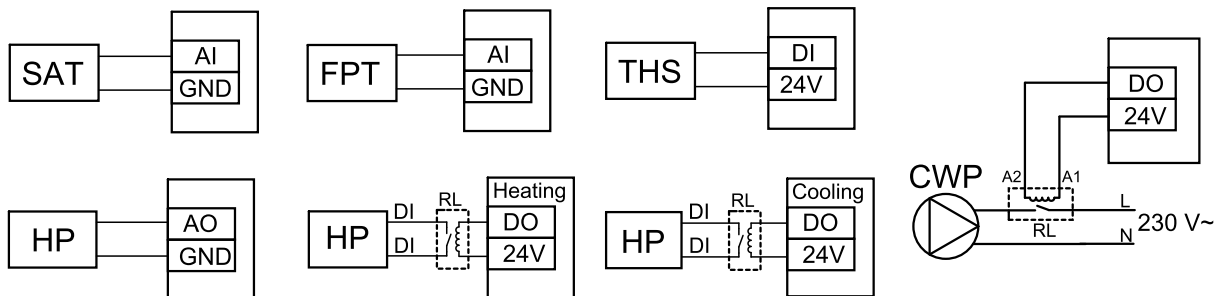 SAT
AI
GND
FPT
AI
GND
THS
DI
24V
DO
24V
CWP
A2
A1
RL
L
N
230 V~
HP
AO
GND
HP
DI
DI
RL
Heating
DO
24V
HP
DI
DI
RL
Cooling
DO
24V